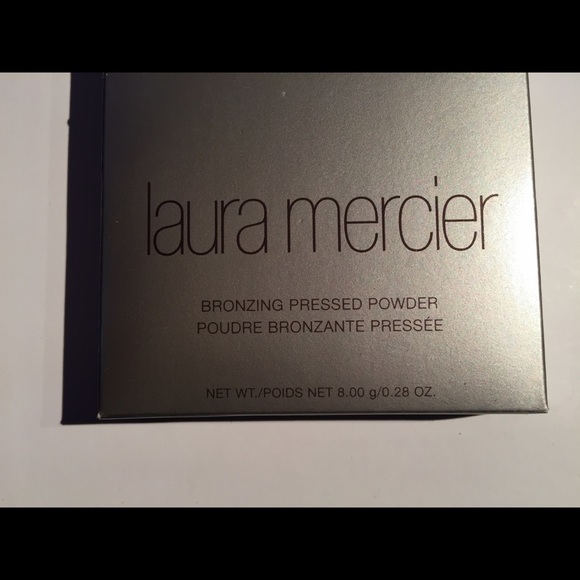 laura mercier
BRONZING PRESSED POWDER
POUDRE BRONZANTE PRESSÉE
NET WT./POIDS NET 8.00 g/0.28 OZ.